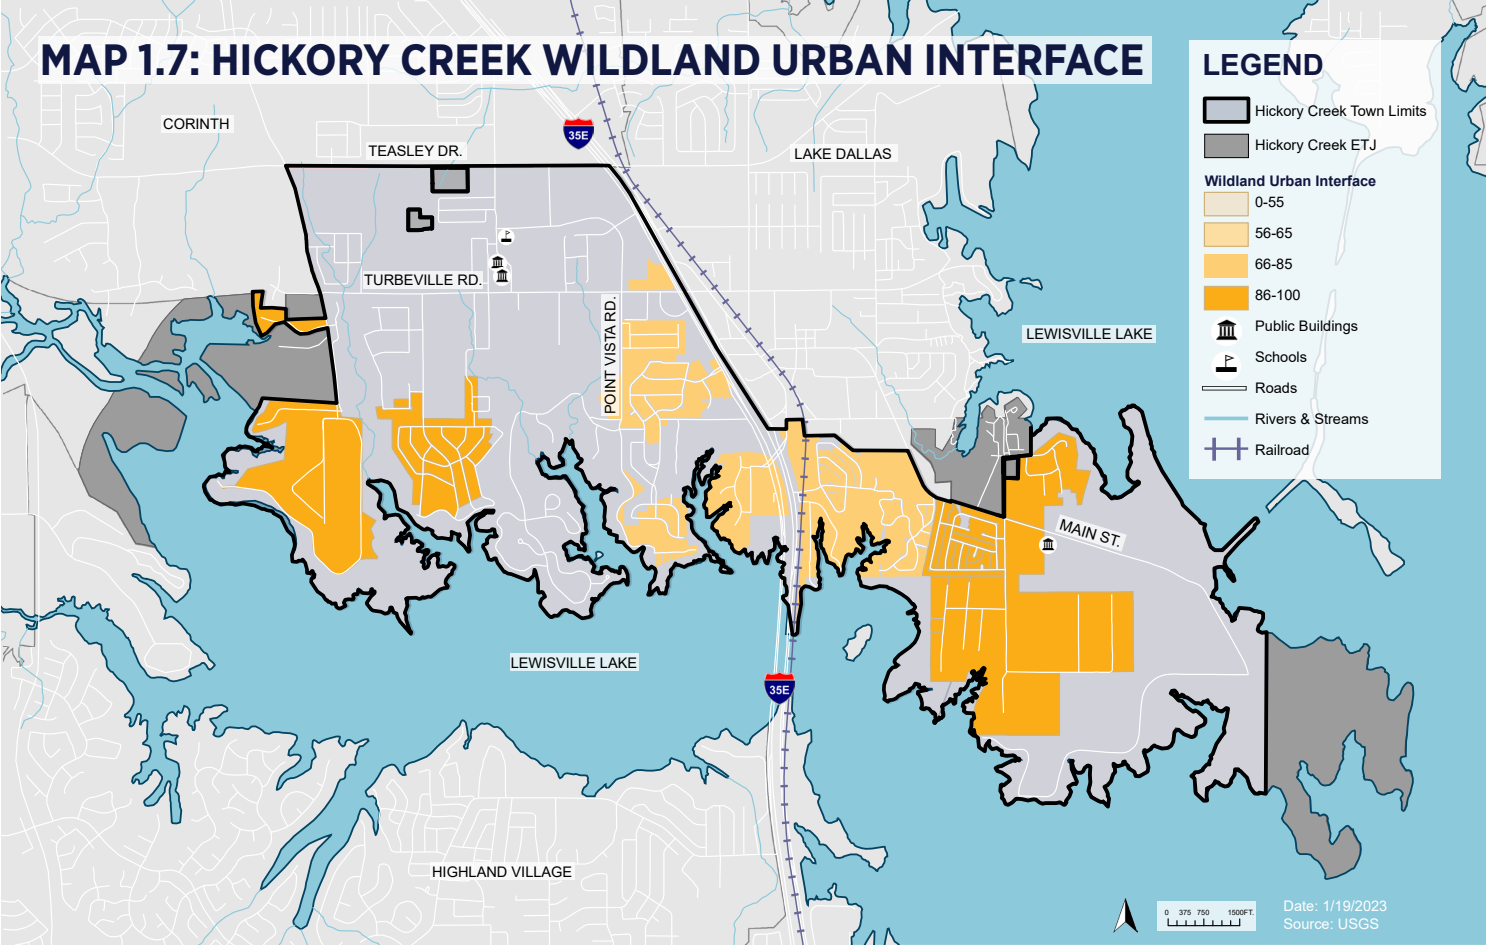 MAP 1.7: HICKORY CREEK WILDLAND URBAN INTERFACE
LEGEND
Hickory Creek Town Limits
Hickory Creek ETJ
Wildland Urban Interface
0-55
56-65
66-85
86-100
Public Buildings
Schools
Roads
Rivers & Streams
Railroad
CORINTH
TEASLEY DR.
35E
LAKE DALLAS
TURBEVILLE RD.
POINT VISTA RD.
LEWISVILLE LAKE
MAIN ST.
LEWISVILLE LAKE
35E
HIGHLAND VILLAGE
0 375 750 1500FT.
Date: 1/19/2023
Source: USGS